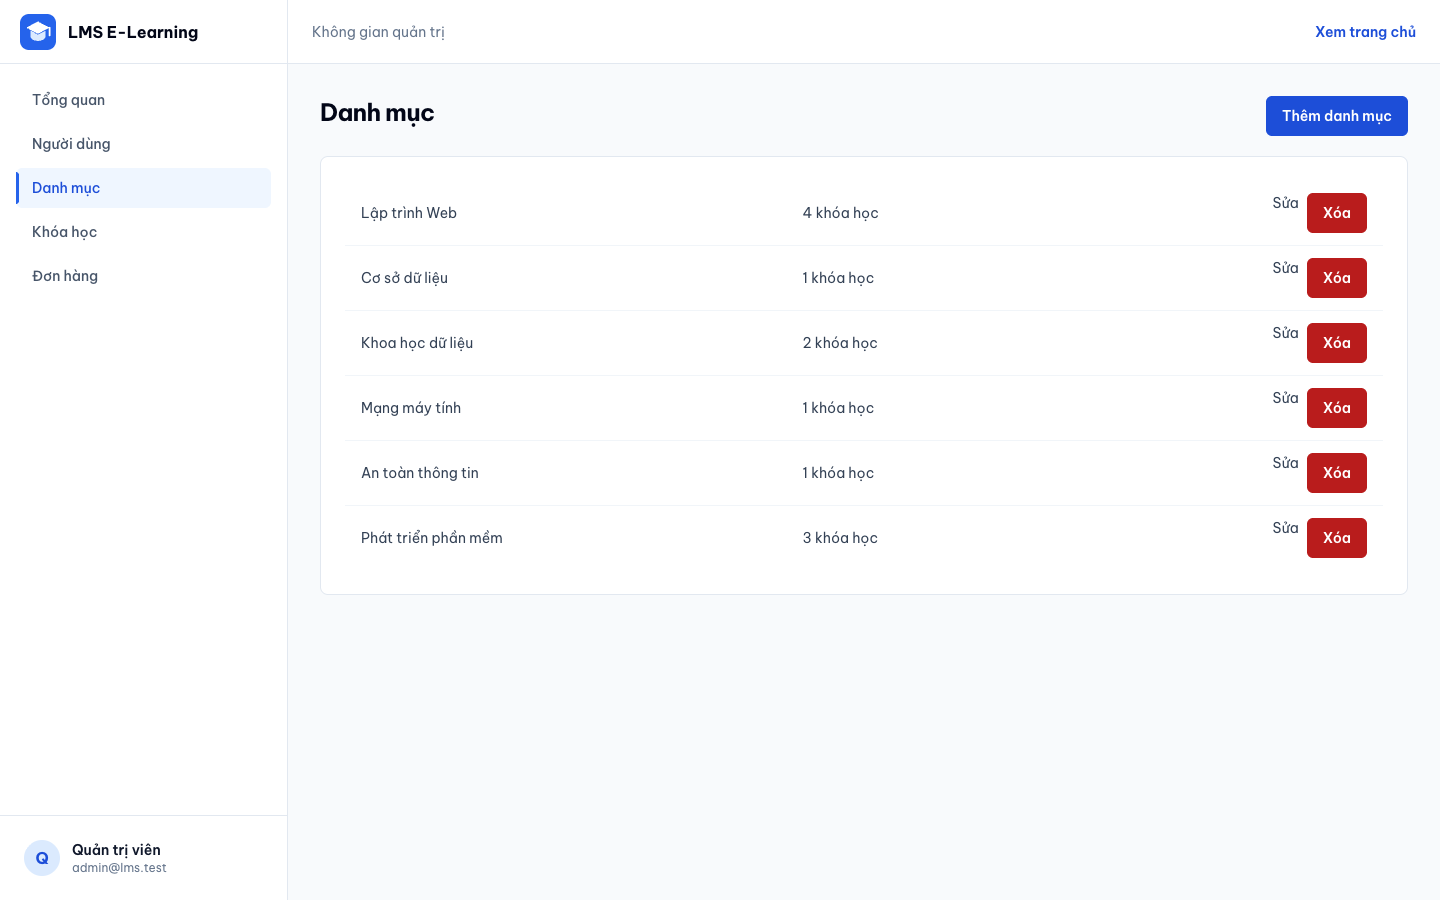 LMS E-Learning
Không gian quản trị
Xem trang chủ
Tổng quan
Người dùng
Danh mục
Khóa học
Đơn hàng
Quản trị viên
Q
admin@lms.test
Danh mục
Thêm danh mục
Lập trình Web 4 khóa học Sửa Xóa
Cơ sở dữ liệu 1 khóa học Sửa Xóa
Khoa học dữ liệu 2 khóa học Sửa Xóa
Mạng máy tính 1 khóa học Sửa Xóa
An toàn thông tin 1 khóa học Sửa Xóa
Phát triển phần mềm 3 khóa học Sửa Xóa